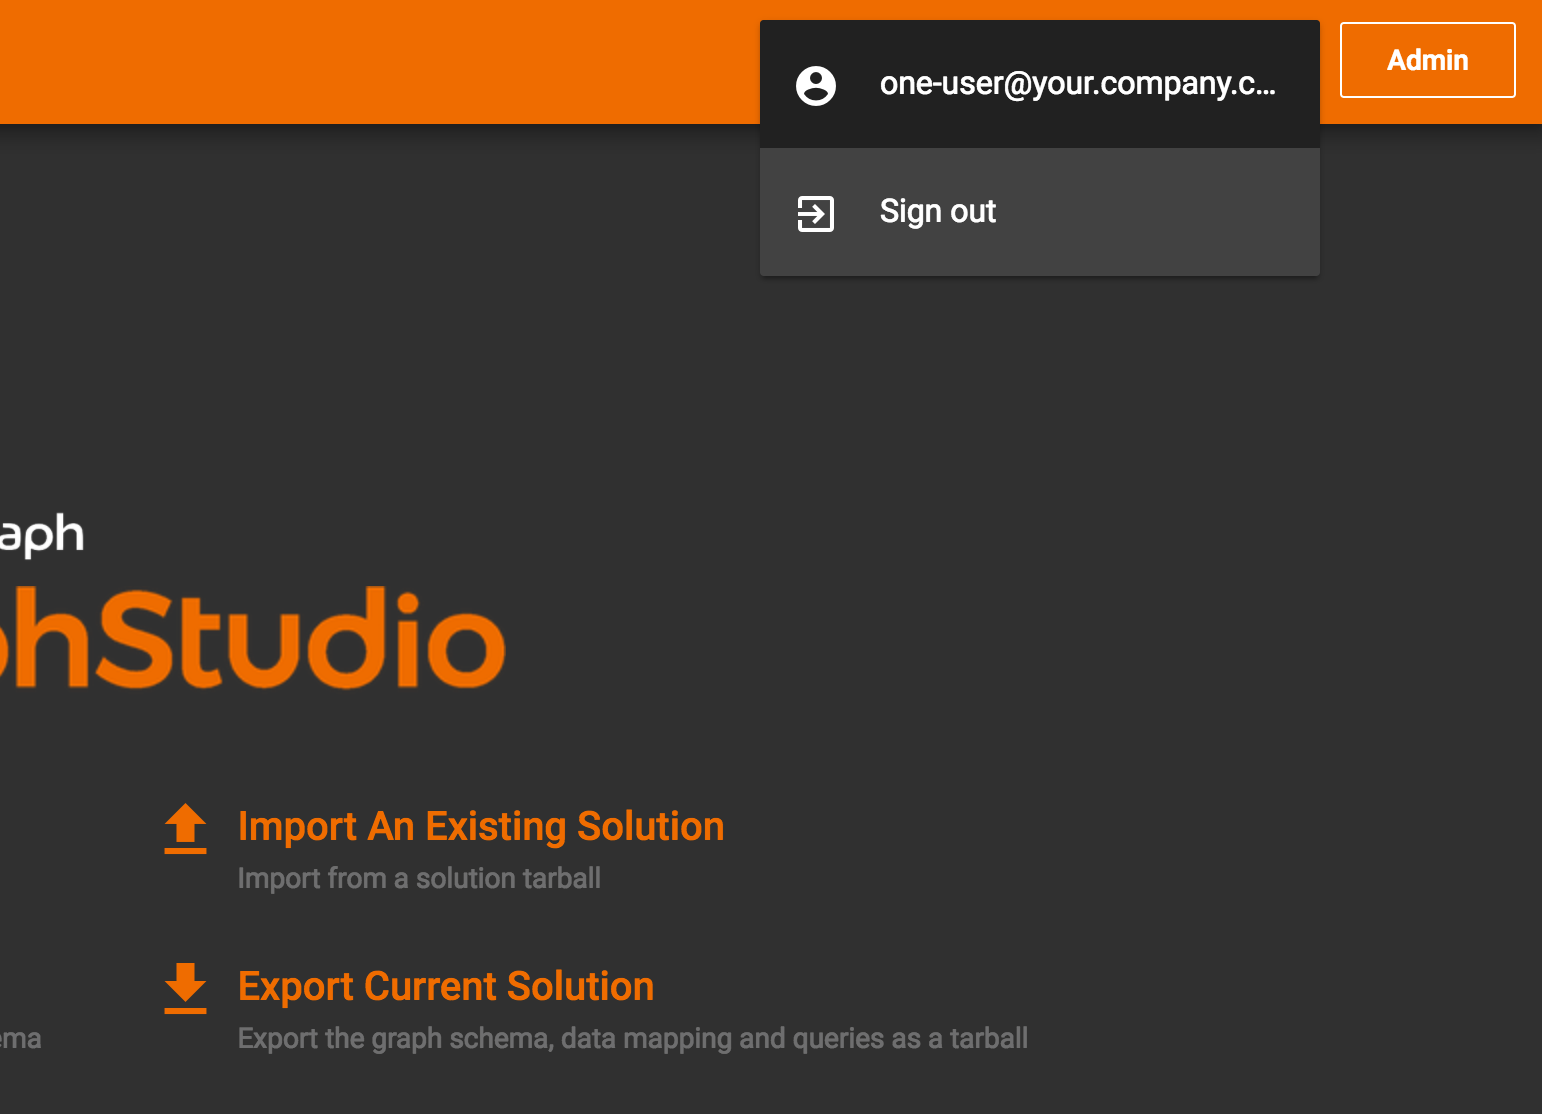 one-user@your.company.c...
Admin
Sign out
aph
hStudio
Import An Existing Solution
Import from a solution tarball
Export Current Solution
ema
Export the graph schema, data mapping and queries as a tarball